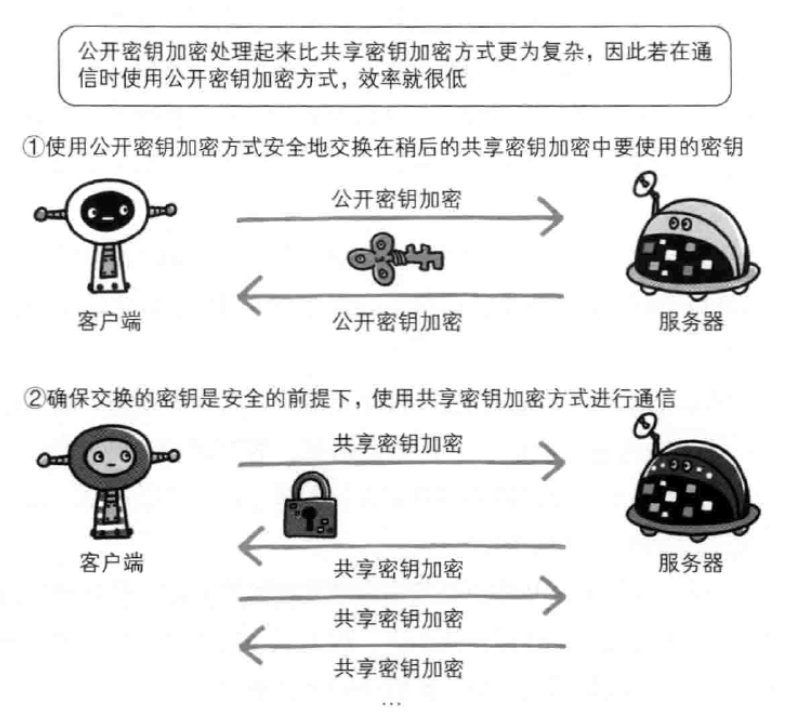 公开密钥加密处理起来比共享密钥加密方式更为复杂，因此若在通
信时使用公开密钥加密方式，效率就很低
①使用公开密钥加密方式安全地交换在稍后的共享密钥加密中要使用的密钥
公开密钥加密
公开密钥加密
客户端
服务器
②确保交换的密钥是安全的前提下，使用共享密钥加密方式进行通信
共享密钥加密
共享密钥加密
客户端
服务器
共享密钥加密
共享密钥加密
…